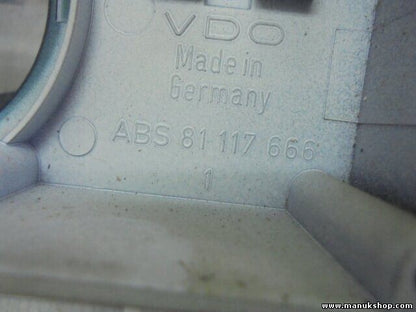 VDO
Made in
Germany
ABS 81 117 666
1
www.manukshop.com